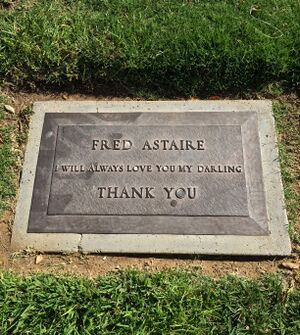 FRED ASTAIRE
I WILL ALWAYS LOVE YOU MY DARLING
THANK YOU